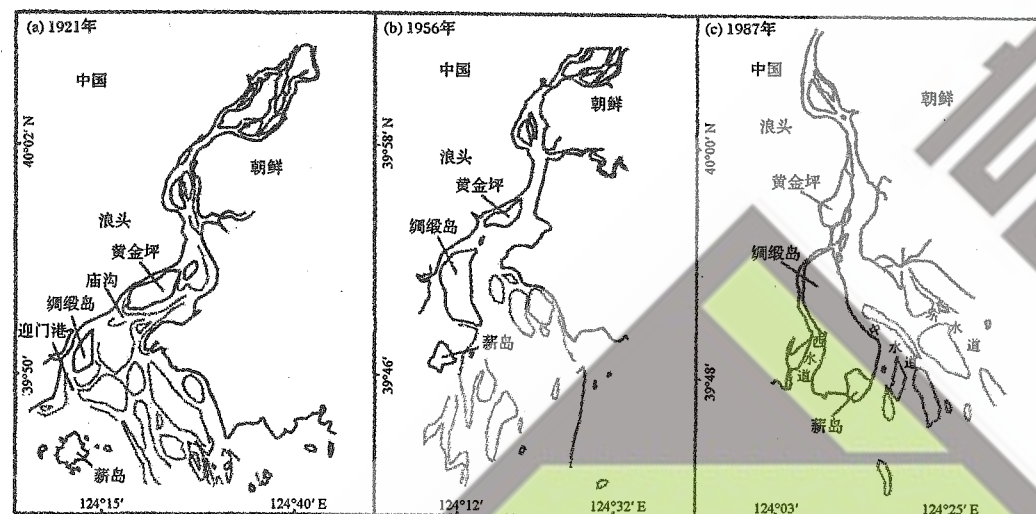 (a) 1921年
中国
40°02′ N
朝鲜
浪头
黄金坪
庙沟
绸缎岛
迎门港
39°50′
薪岛
124°15′
124°40′ E
(b) 1956年
中国
朝鲜
39°58′ N
浪头
黄金坪
绸缎岛
薪岛
39°46′
124°12′
124°32′ E
(c) 1987年
中国
朝鲜
浪头
40°00′ N
黄金坪
绸缎岛
西水道
水道
水道
39°48′
薪岛
124°03′
124°25′ E